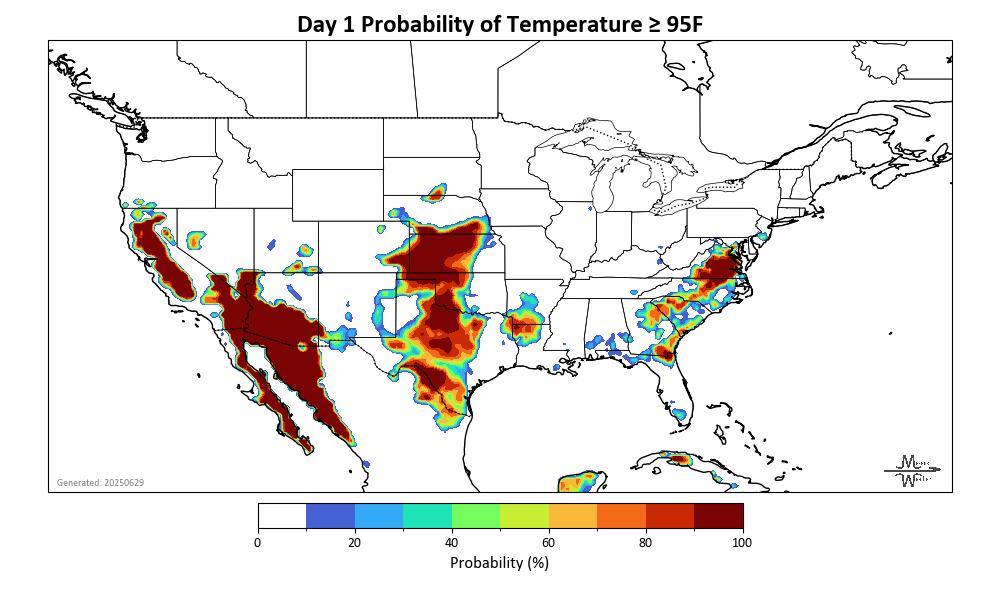 Day 1 Probability of Temperature ≥ 95F
Generated: 20250629
0 20 40 60 80 100
Probability (%)